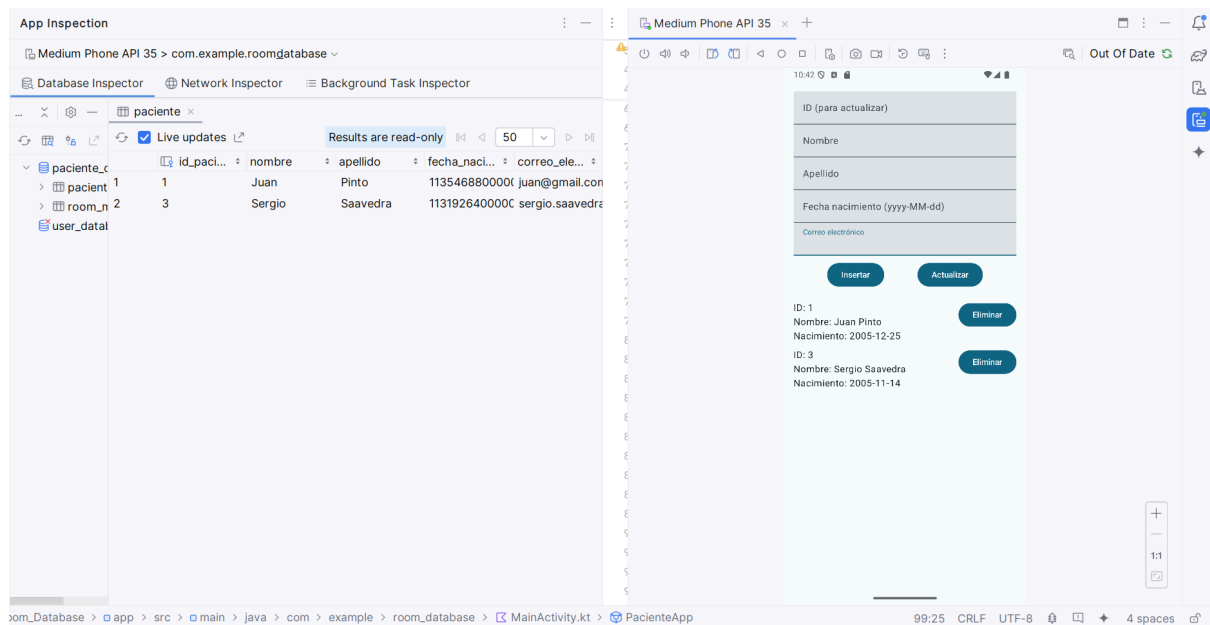 App Inspection
Medium Phone API 35 > com.example.roomdatabase
Database Inspector Network Inspector Background Task Inspector
... paciente
Live updates Results are read-only 50
id_paci... nombre apellido fecha_naci... correo_ele...
1 1 Juan Pinto 11354688000( juan@gmail.con
2 3 Sergio Saavedra 11319264000( sergio.saavedra
paciente_d
pacient
room_m
user_datal
Medium Phone API 35
Out Of Date
10:42
ID (para actualizar)
Nombre
Apellido
Fecha nacimiento (yyyy-MM-dd)
Correo electrónico
Insertar Actualizar
ID: 1
Nombre: Juan Pinto
Nacimiento: 2005-12-25
Eliminar
ID: 3
Nombre: Sergio Saavedra
Nacimiento: 2005-11-14
Eliminar
1:1
oom_Database > app > src > main > java > com > example > room_database > MainActivity.kt > PacienteApp
99:25 CRLF UTF-8 4 spaces